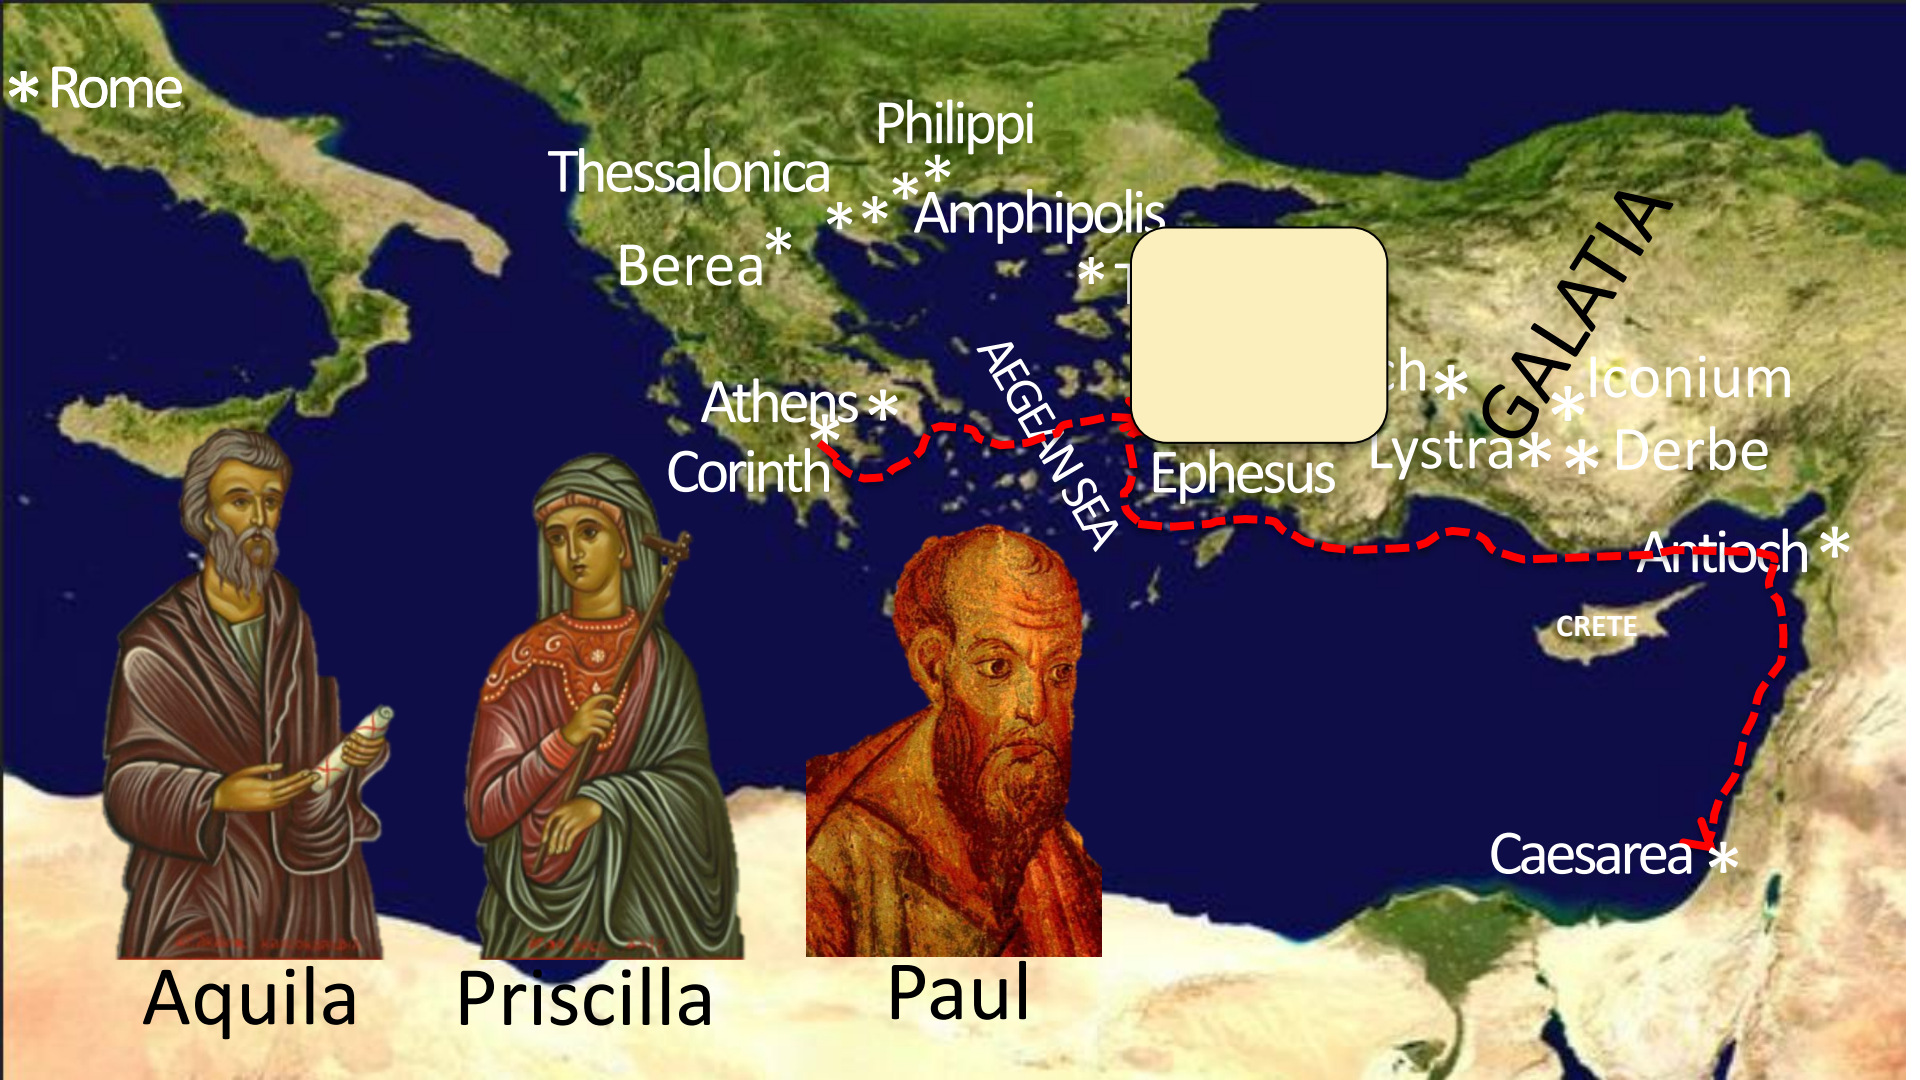 * Rome
Philippi
*
Thessalonica
*
* *
Amphipolis
Berea *
*
AEGEAN SEA
GALATIA
ch *
* Iconium
Athens *
*
Corinth
Lystra *
* Derbe
Ephesus
Antioch *
CRETE
Caesarea *
Aquila
Priscilla
Paul